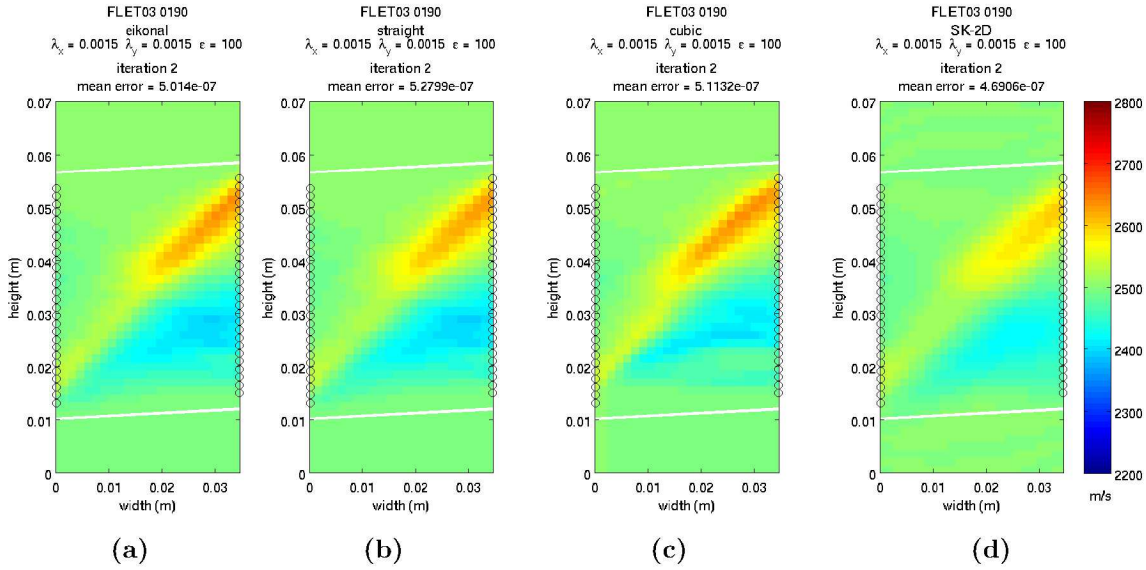 FLET03 0190
eikonal
λx = 0.0015 λy = 0.0015 ε = 100
iteration 2
mean error = 5.014e-07
0.07
0.06
0.05
0.04
0.03
0.02
0.01
0
height (m)
0 0.01 0.02 0.03
width (m)
(a)
FLET03 0190
straight
λx = 0.0015 λy = 0.0015 ε = 100
iteration 2
mean error = 5.2799e-07
0.07
0.06
0.05
0.04
0.03
0.02
0.01
0
height (m)
0 0.01 0.02 0.03
width (m)
(b)
FLET03 0190
cubic
λx = 0.0015 λy = 0.0015 ε = 100
iteration 2
mean error = 5.1132e-07
0.07
0.06
0.05
0.04
0.03
0.02
0.01
0
height (m)
0 0.01 0.02 0.03
width (m)
(c)
FLET03 0190
SK-2D
λx = 0.0015 λy = 0.0015 ε = 100
iteration 2
mean error = 4.6906e-07
0.07
0.06
0.05
0.04
0.03
0.02
0.01
0
height (m)
0 0.01 0.02 0.03
width (m)
(d)
2800
2700
2600
2500
2400
2300
2200
m/s